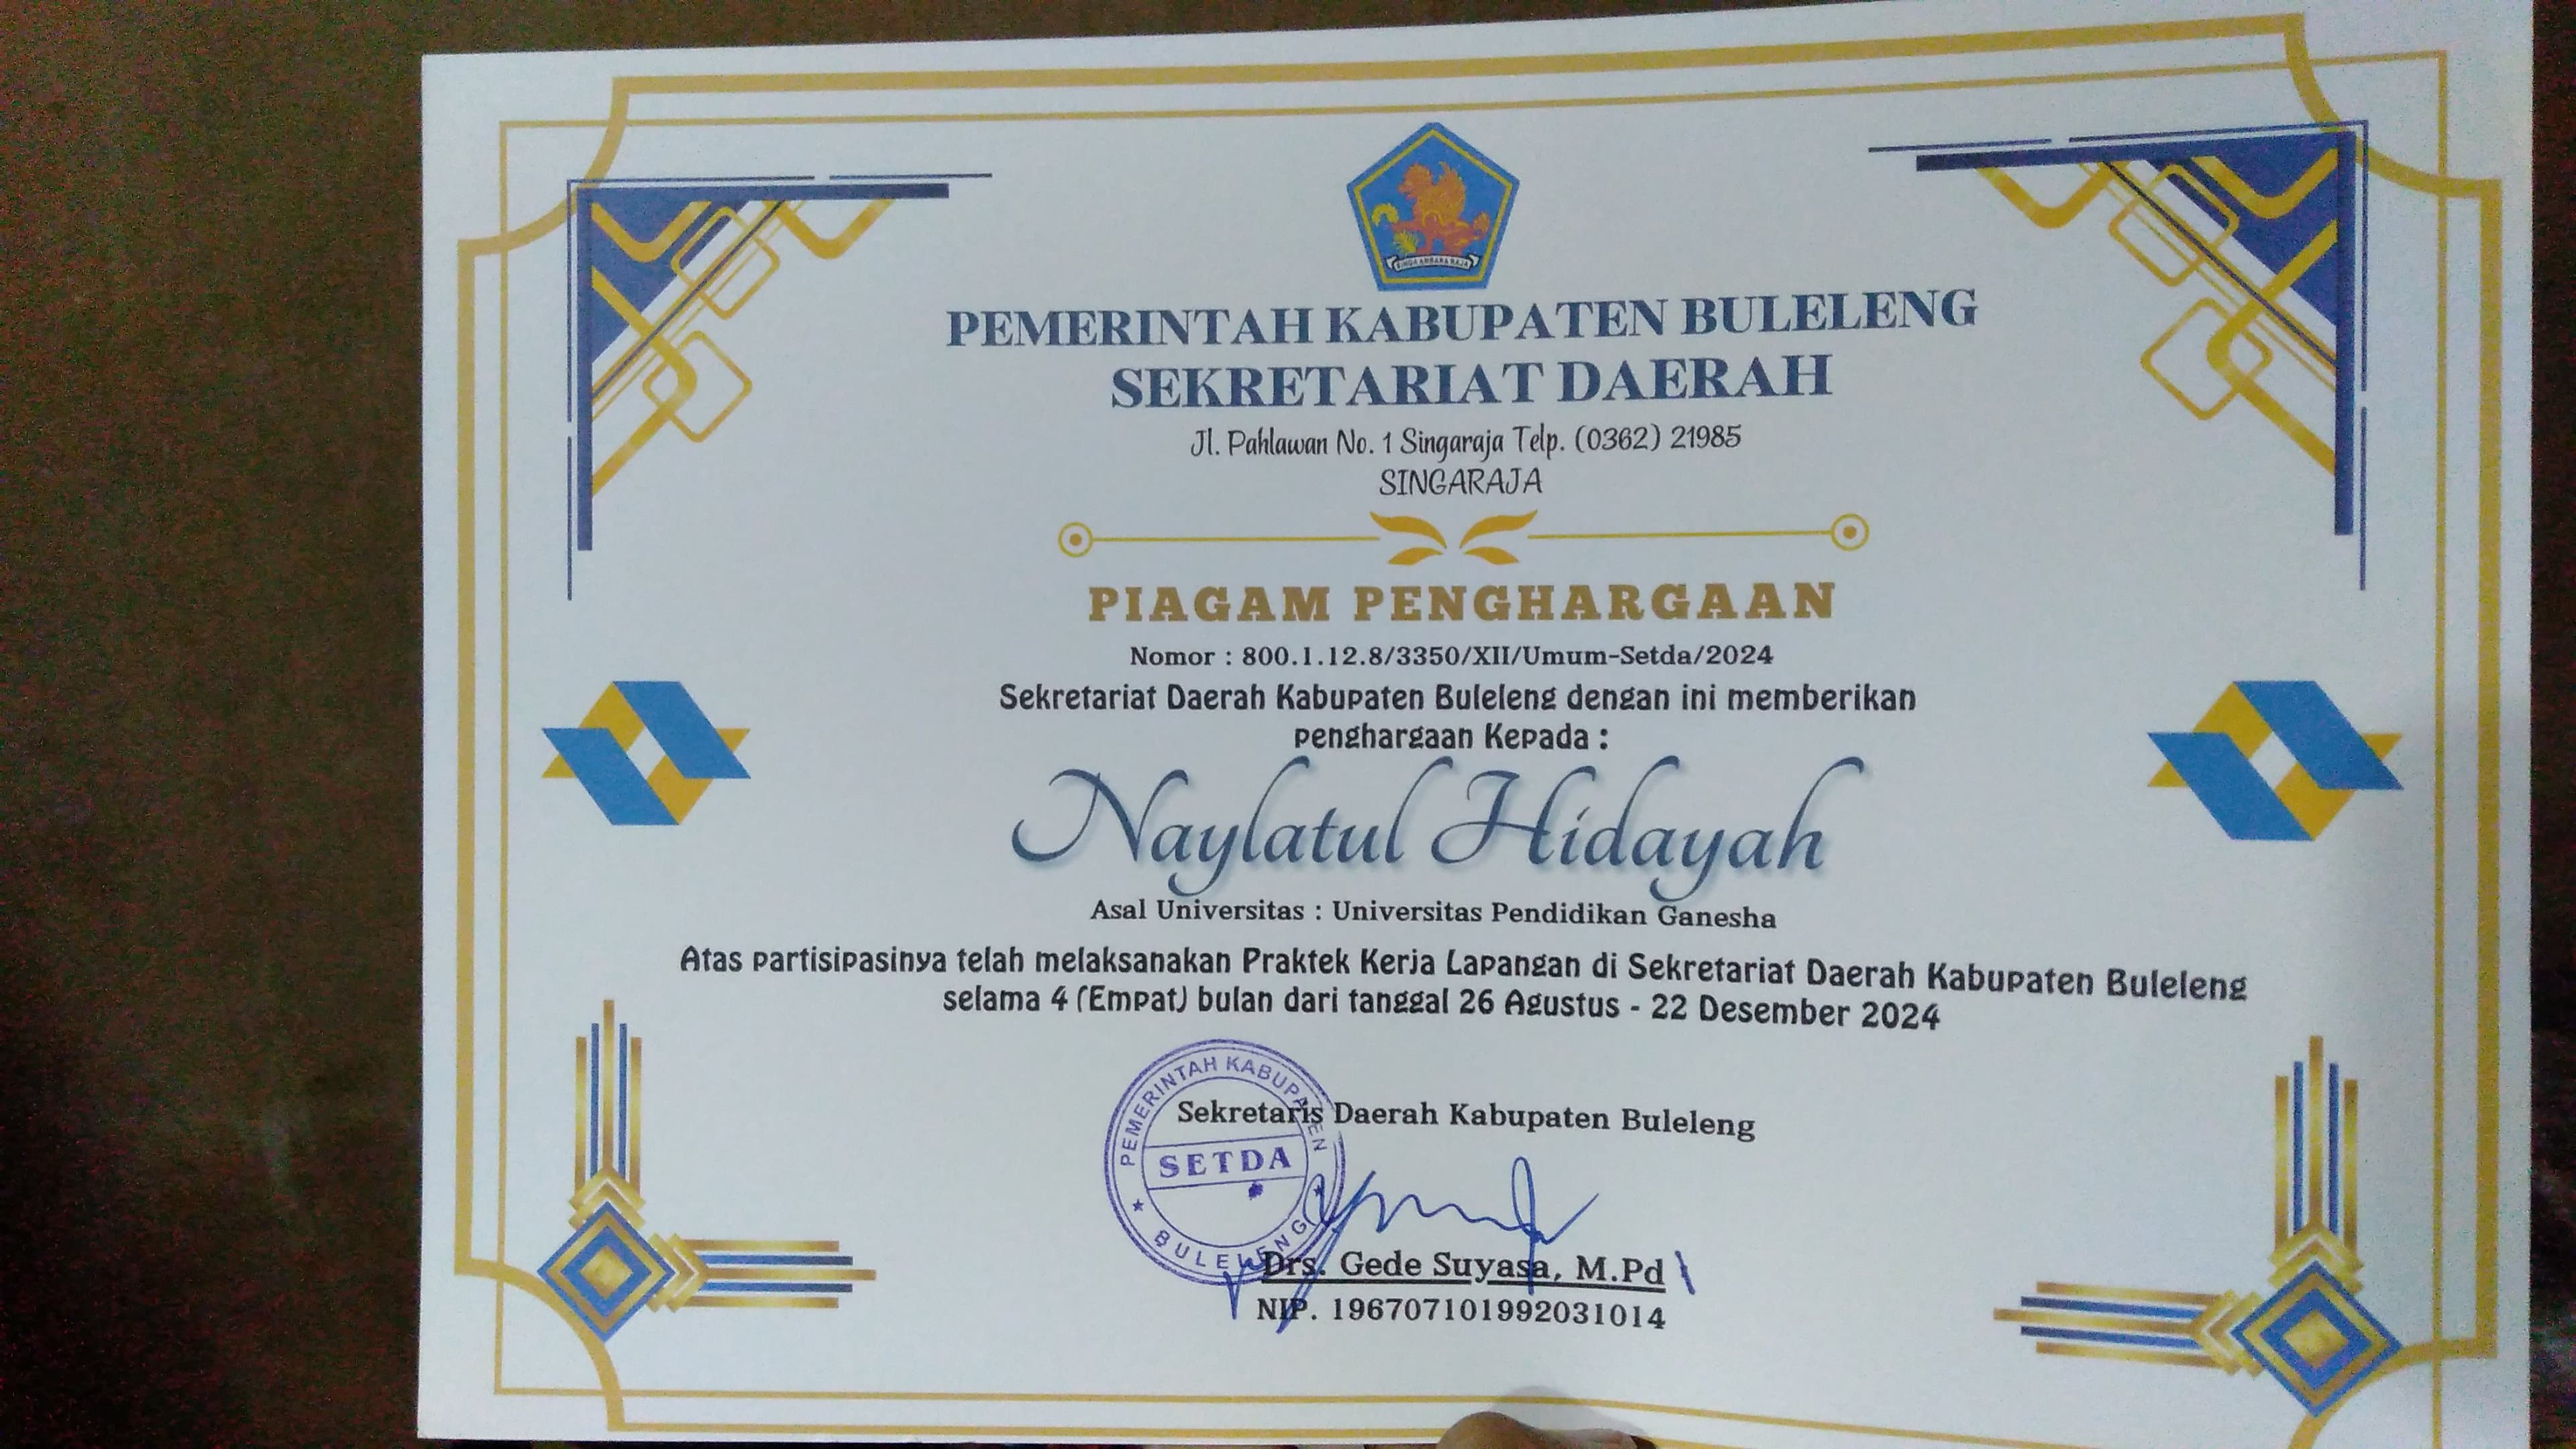 SINGA AMBARA RAJA
PEMERINTAH KABUPATEN BULELENG
SEKRETARIAT DAERAH
Jl. Pahlawan No. 1 Singaraja Telp. (0362) 21985
SINGARAJA
PIAGAM PENGHARGAAN
Nomor : 800.1.12.8/3350/XII/Umum-Setda/2024
Sekretariat Daerah Kabupaten Buleleng dengan ini memberikan
penghargaan Kepada :
Naylatul Hidayah
Asal Universitas : Universitas Pendidikan Ganesha
Atas partisipasinya telah melaksanakan Praktek Kerja Lapangan di Sekretariat Daerah Kabupaten Buleleng
selama 4 (Empat) bulan dari tanggal 26 Agustus - 22 Desember 2024
Sekretaris Daerah Kabupaten Buleleng
PEMERINTAH KABUPATEN
SETDA
BULELENG
Drs. Gede Suyasa, M.Pd
NIP. 196707101992031014